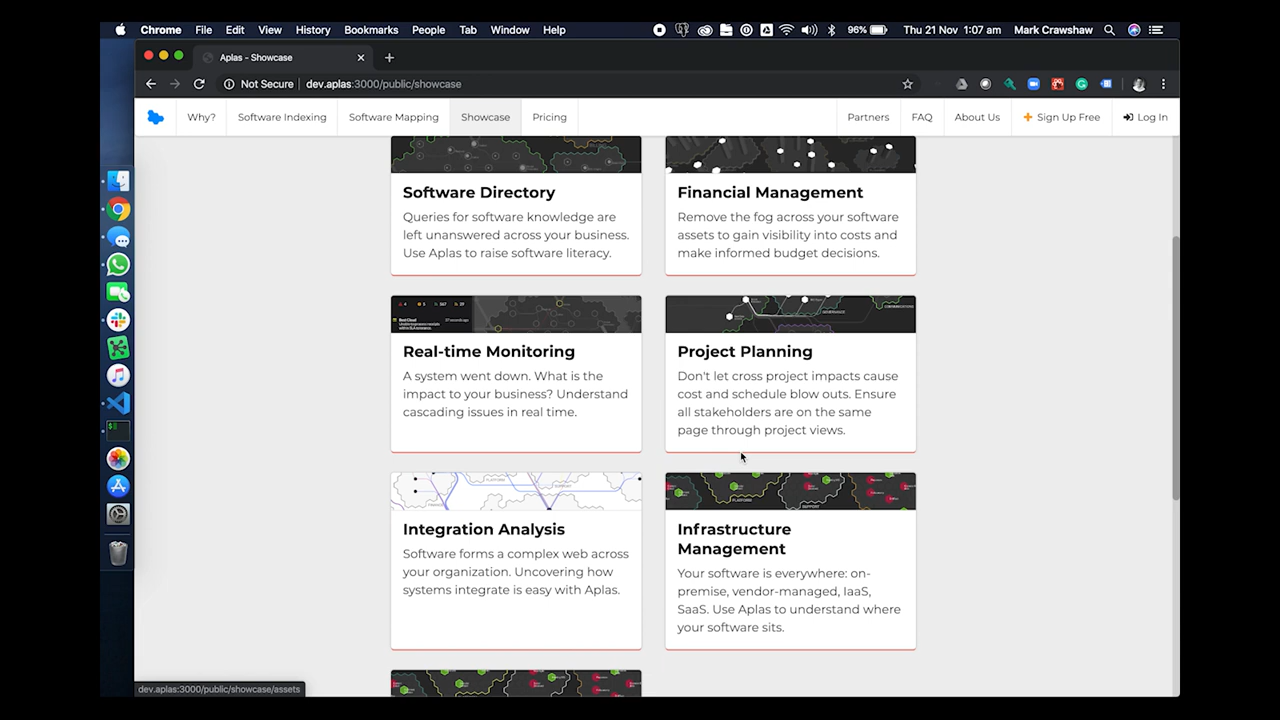 Chrome File Edit View History Bookmarks People Tab Window Help 96% Thu 21 Nov 1:07 am Mark Crawshaw
Aplas - Showcase
Not Secure dev.aplas:3000/public/showcase
Why? Software Indexing Software Mapping Showcase Pricing Partners FAQ About Us Sign Up Free Log In
Software Directory
Queries for software knowledge are
left unanswered across your business.
Use Aplas to raise software literacy.
Financial Management
Remove the fog across your software
assets to gain visibility into costs and
make informed budget decisions.
Real-time Monitoring
A system went down. What is the
impact to your business? Understand
cascading issues in real time.
Project Planning
Don't let cross project impacts cause
cost and schedule blow outs. Ensure
all stakeholders are on the same
page through project views.
Integration Analysis
Software forms a complex web across
your organization. Uncovering how
systems integrate is easy with Aplas.
PLATFORM
SUPPORT
Infrastructure
Management
Your software is everywhere: on-
premise, vendor-managed, IaaS,
SaaS. Use Aplas to understand where
your software sits.
dev.aplas:3000/public/showcase/assets